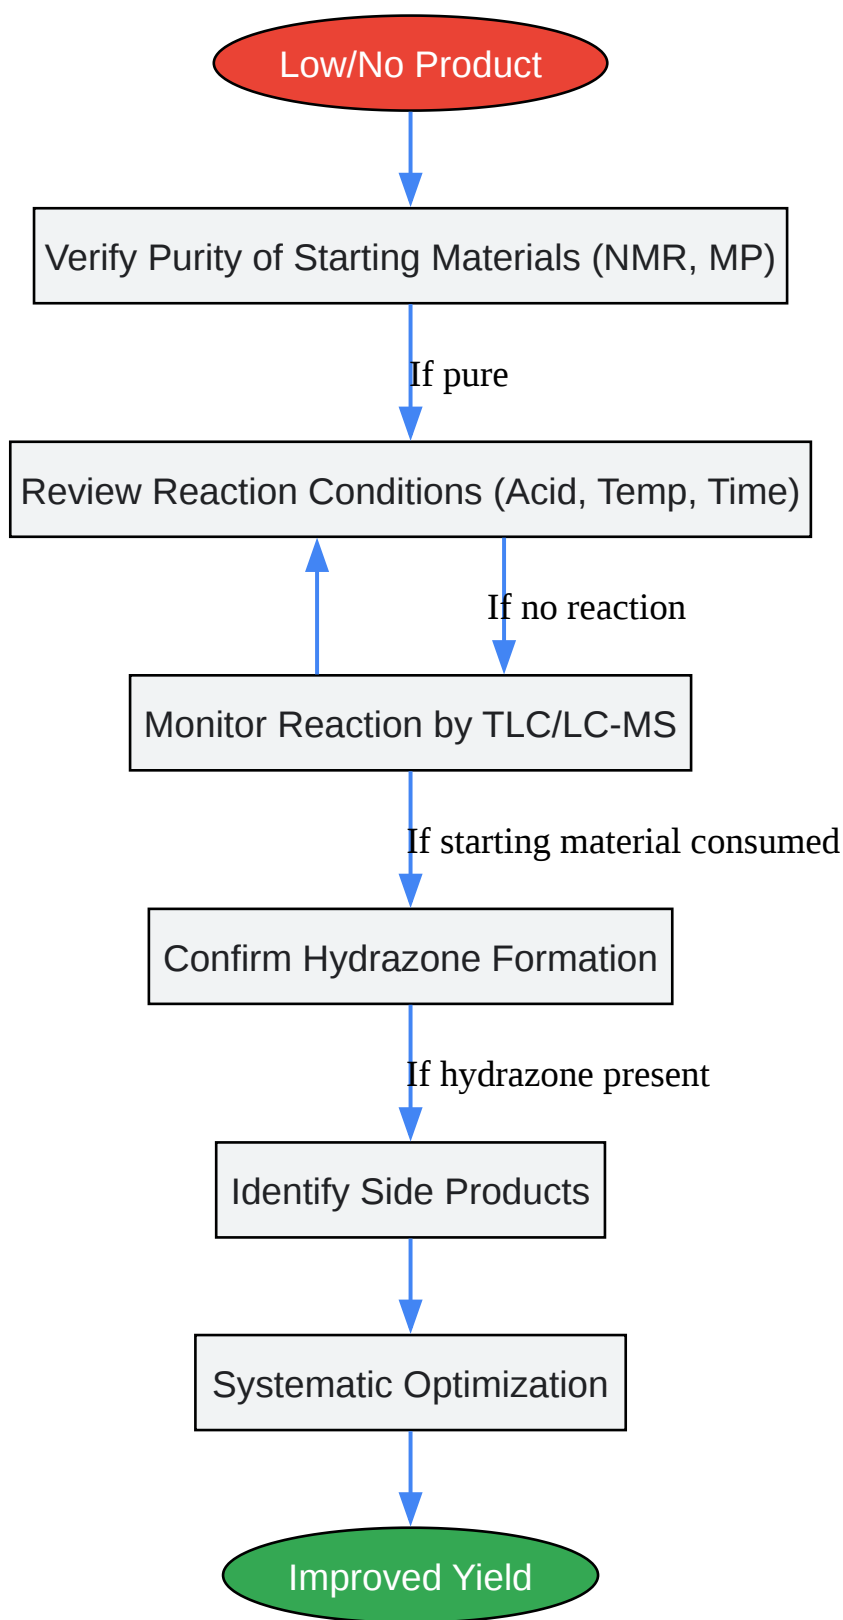 Low/No Product
Verify Purity of Starting Materials (NMR, MP)
If pure
Review Reaction Conditions (Acid, Temp, Time)
If no reaction
Monitor Reaction by TLC/LC-MS
If starting material consumed
Confirm Hydrazone Formation
If hydrazone present
Identify Side Products
Systematic Optimization
Improved Yield